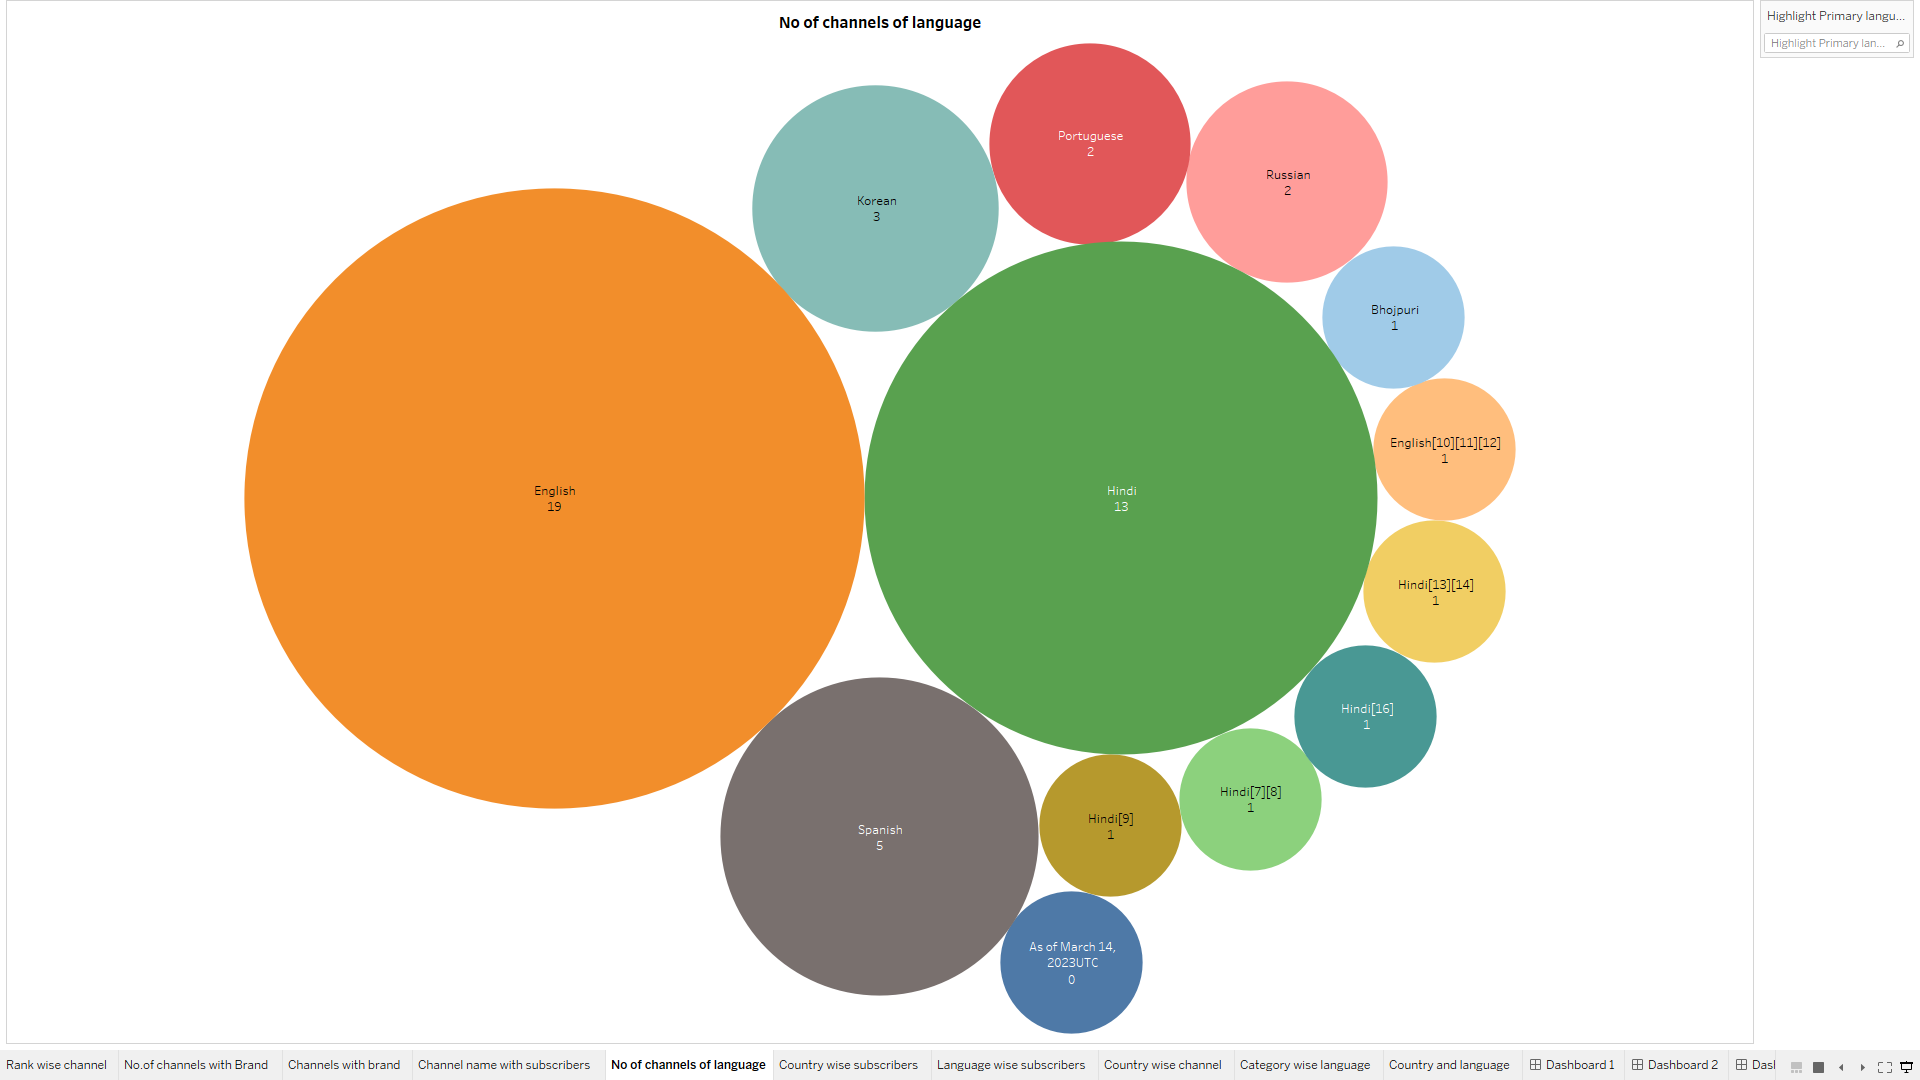 No of channels of language
Highlight Primary langu...
Highlight Primary lan...
Portuguese
2
Russian
2
Korean
3
Bhojpuri
1
English[10][11][12]
1
English
19
Hindi
13
Hindi[13][14]
1
Hindi[16]
1
Hindi[7][8]
1
Hindi[9]
1
Spanish
5
As of March 14,
2023UTC
0
Rank wise channel
No.of channels with Brand
Channels with brand
Channel name with subscribers
No of channels of language
Country wise subscribers
Language wise subscribers
Country wise channel
Category wise language
Country and language
Dashboard 1
Dashboard 2
Dasl